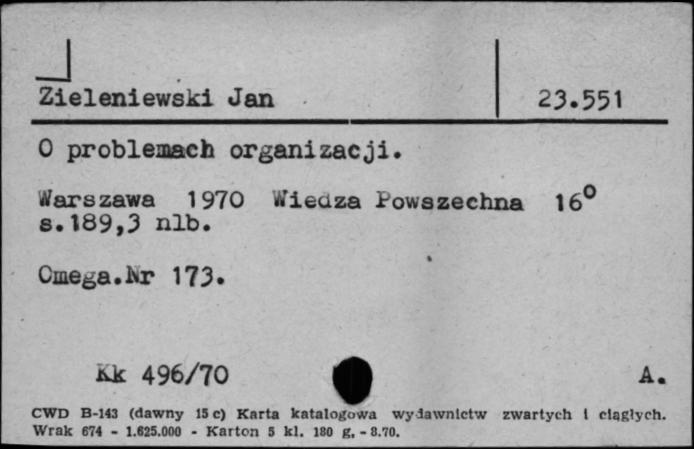 Zieleniewski Jan 23.551
O problemach organizacji.
Warszawa 1970 Wiedza Powszechna 16⁰
s.189,3 nlb.
Omega.Nr 173.
Kk 496/70 A.
CWD B-143 (dawny 15 c) Karta katalogowa wydawnictw zwartych i ciągłych.
Wrak 674 - 1.625.000 - Karton 5 kl. 180 g. - 8.70.